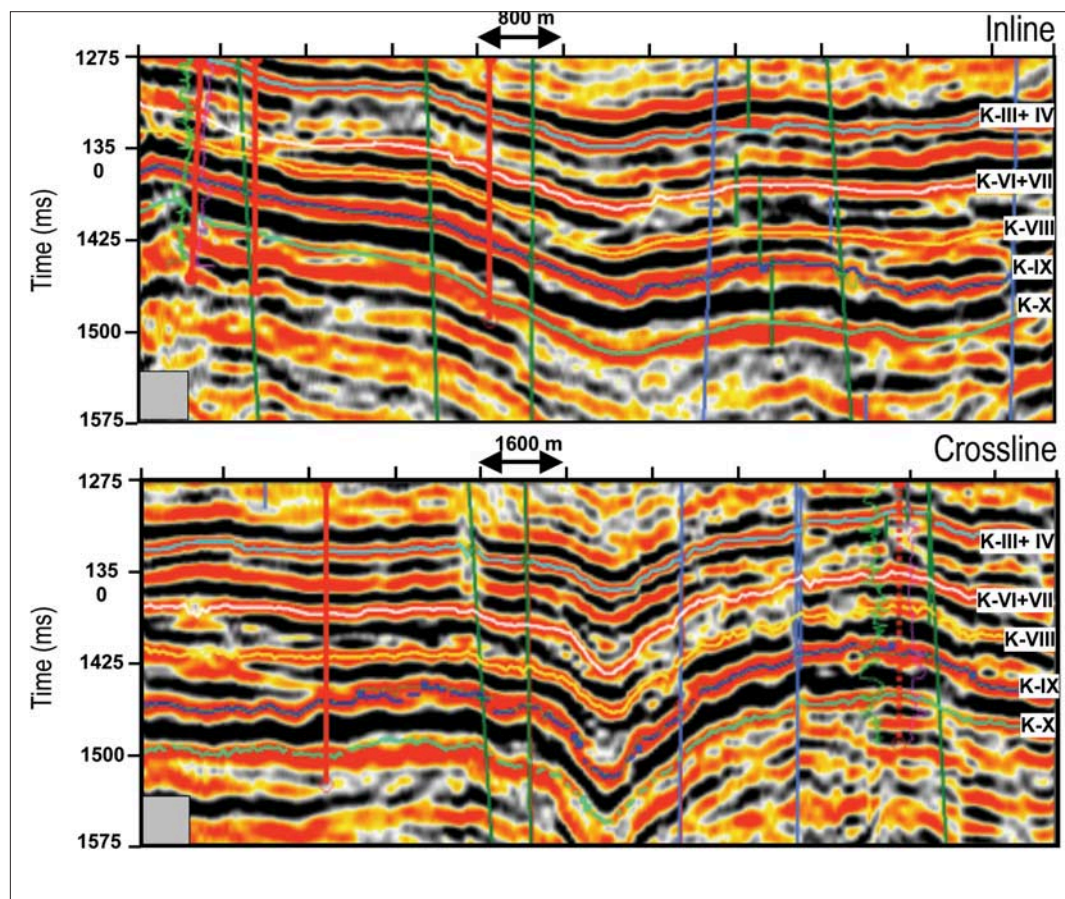 800 m
Inline
1275
K-III+ IV
135
0
K-VI+VII
K-VIII
1425
K-IX
K-X
1500
1575
Time (ms)
1600 m
Crossline
1275
K-III+ IV
135
0
K-VI+VII
K-VIII
1425
K-IX
K-X
1500
1575
Time (ms)